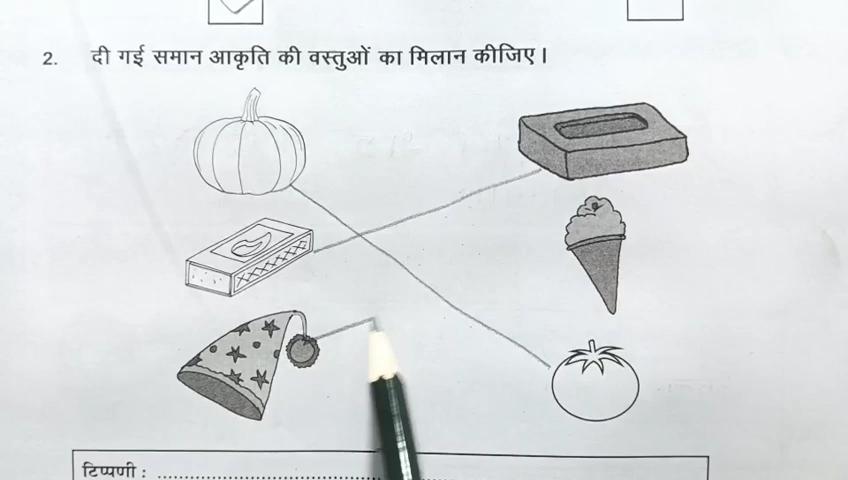 2. दी गई समान आकृति की वस्तुओं का मिलान कीजिए।
टिप्पणी : ........................................................